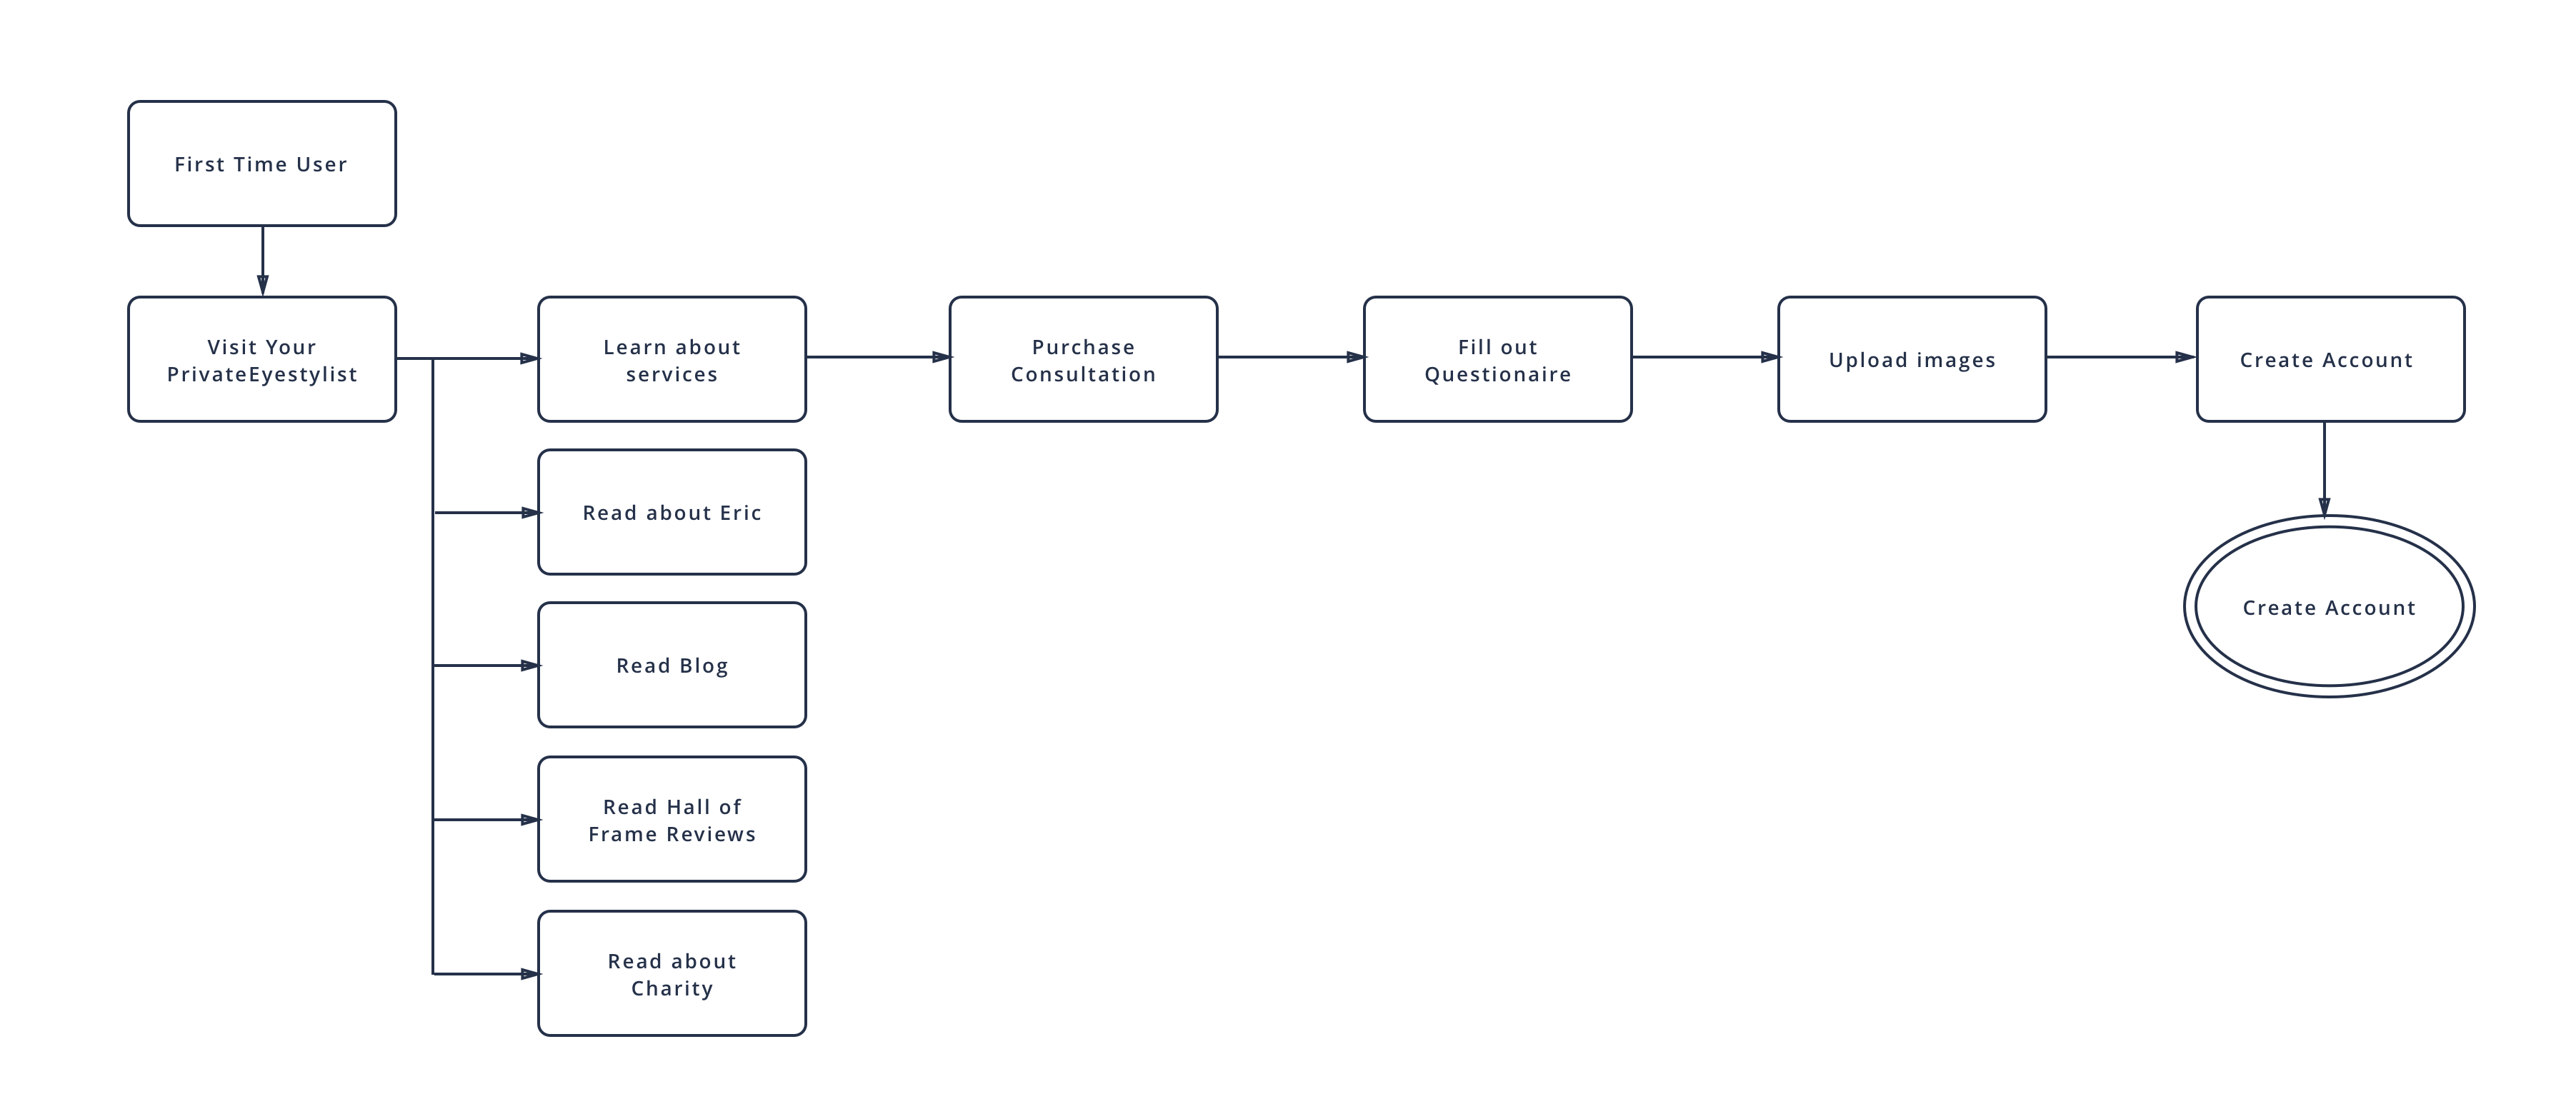 First Time User
Visit Your
PrivateEyestylist
Learn about
services
Purchase
Consultation
Fill out
Questionaire
Upload images
Create Account
Read about Eric
Create Account
Read Blog
Read Hall of
Frame Reviews
Read about
Charity